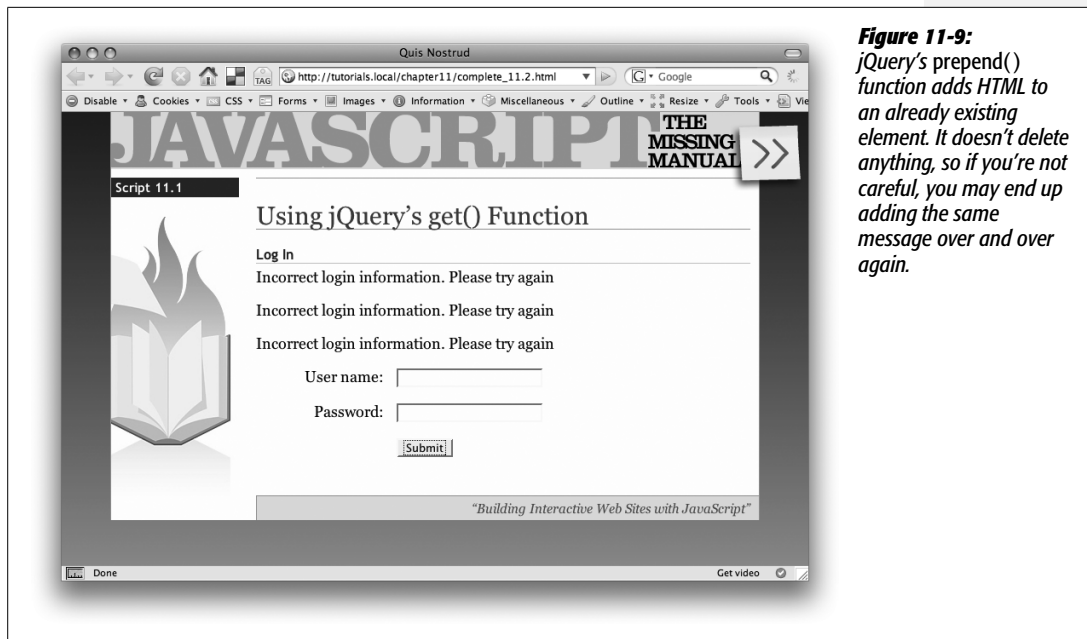 Quis Nostrud
TAG
http://tutorials.local/chapter11/complete_11.2.html
G Google
Disable Cookies CSS Forms Images Information Miscellaneous Outline Resize Tools Vie
JAVASCRIPT
THE
MISSING
MANUAL
>>
Script 11.1
Using jQuery’s get() Function
Log In
Incorrect login information. Please try again
Incorrect login information. Please try again
Incorrect login information. Please try again
User name:
Password:
Submit
“Building Interactive Web Sites with JavaScript”
Done
Get video
Figure 11-9:
jQuery’s prepend()
function adds HTML to
an already existing
element. It doesn’t delete
anything, so if you’re not
careful, you may end up
adding the same
message over and over
again.